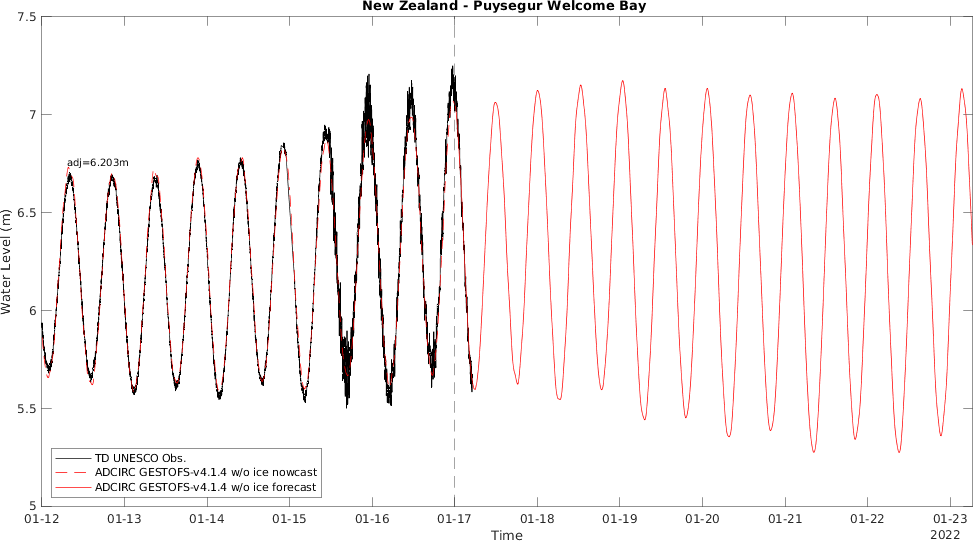 New Zealand - Puysegur Welcome Bay
7.5
7
6.5
6
5.5
5
Water Level (m)
adj=6.203m
TD UNESCO Obs.
ADCIRC GESTOFS-v4.1.4 w/o ice nowcast
ADCIRC GESTOFS-v4.1.4 w/o ice forecast
01-12 01-13 01-14 01-15 01-16 01-17 01-18 01-19 01-20 01-21 01-22 01-23
Time
2022